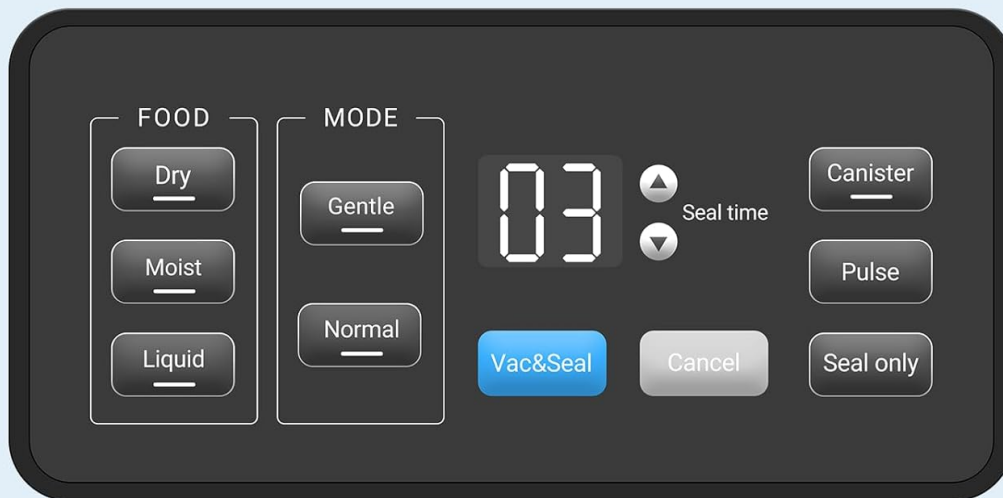 FOOD
Dry
Moist
Liquid
MODE
Gentle
Normal
03
Seal time
Vac&Seal
Cancel
Canister
Pulse
Seal only